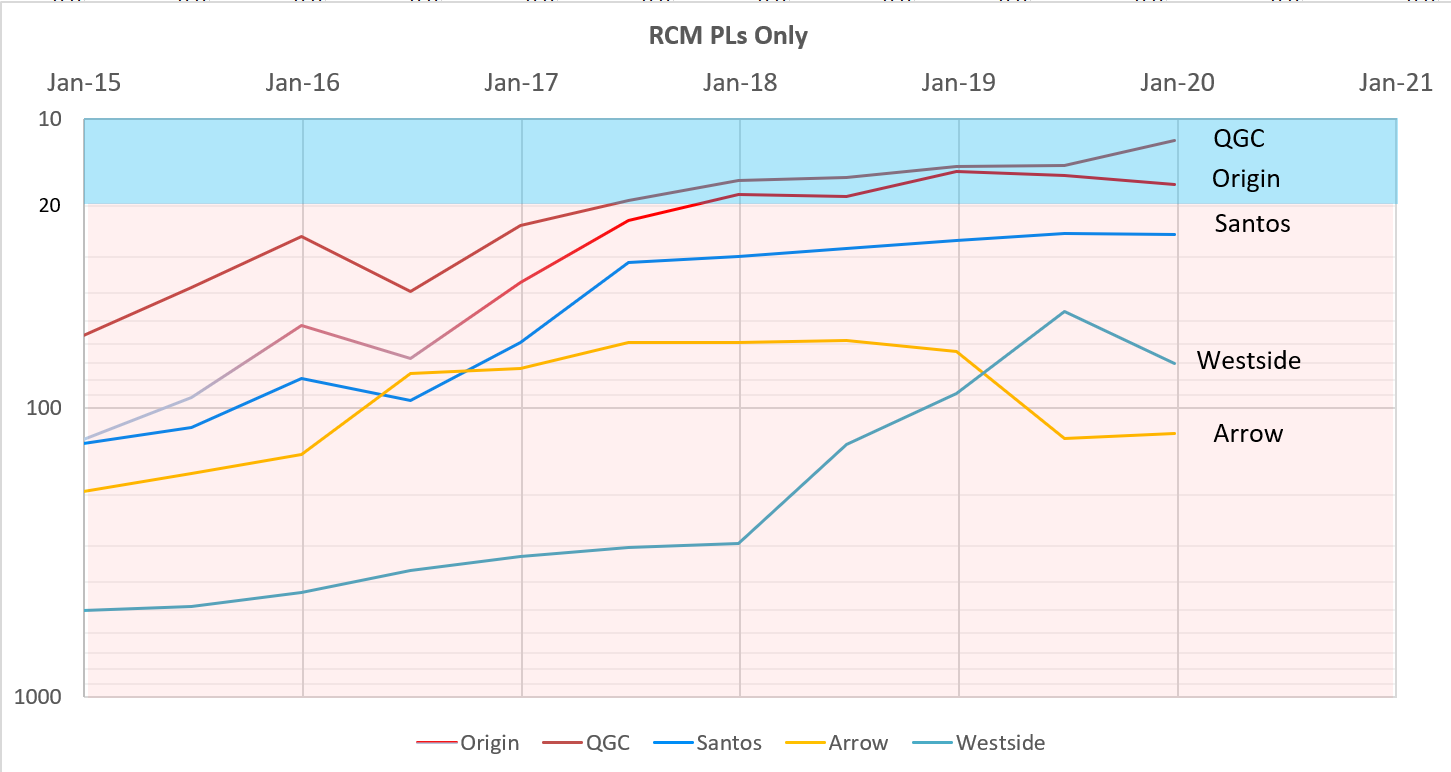 RCM PLs Only
Jan-15 Jan-16 Jan-17 Jan-18 Jan-19 Jan-20 Jan-21
10
QGC
Origin
20
Santos
Westside
100
Arrow
1000
Origin QGC Santos Arrow Westside